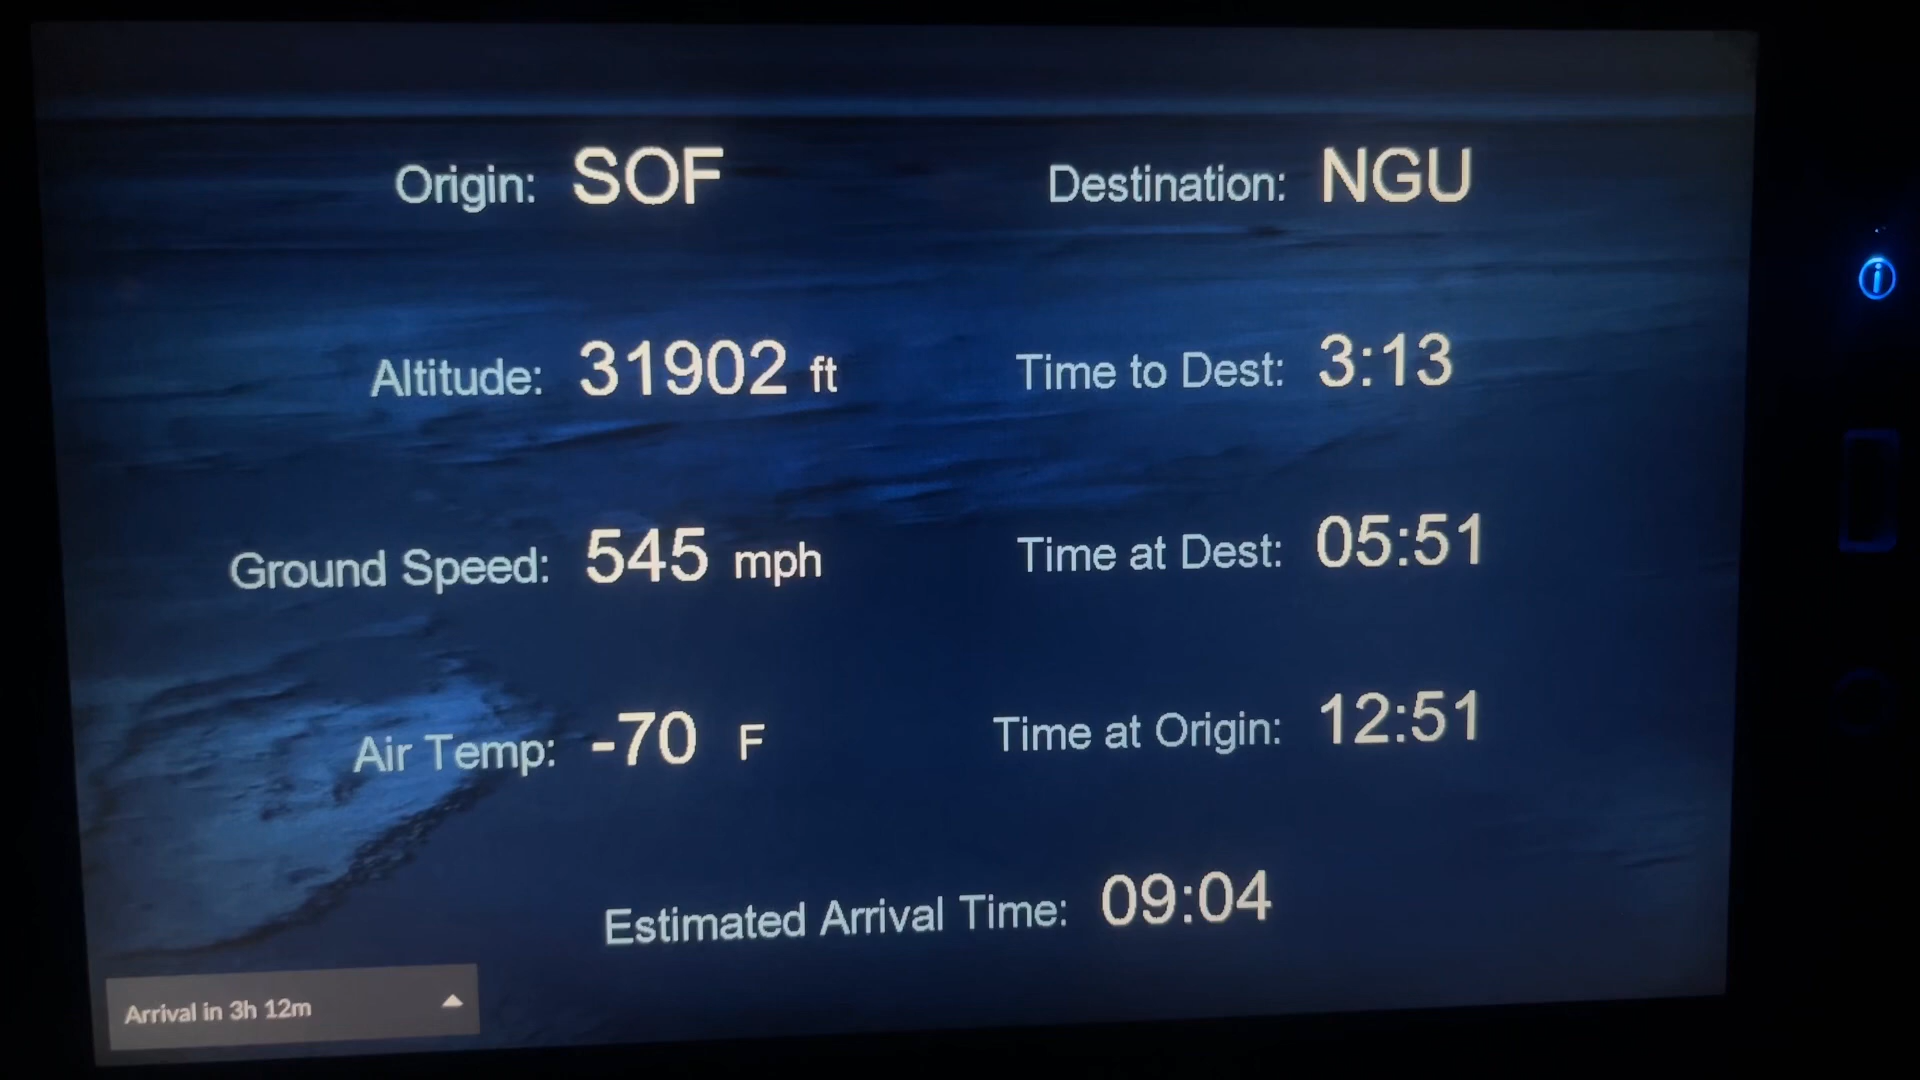 Origin: SOF
Destination: NGU
Altitude: 31902 ft
Time to Dest: 3:13
Ground Speed: 545 mph
Time at Dest: 05:51
Air Temp: -70 F
Time at Origin: 12:51
Estimated Arrival Time: 09:04
Arrival in 3h 12m
i